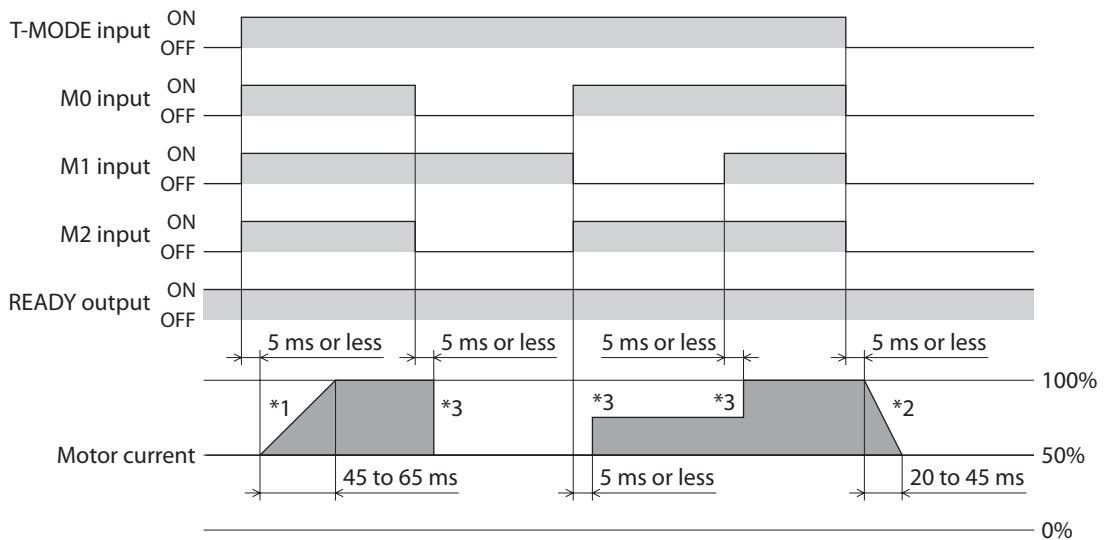 T-MODE input ON
OFF
M0 input ON
OFF
M1 input ON
OFF
M2 input ON
OFF
READY output ON
OFF
5 ms or less 5 ms or less 5 ms or less 5 ms or less
100%
*1 *3 *3 *3 *2
Motor current 50%
45 to 65 ms 5 ms or less 20 to 45 ms
0%